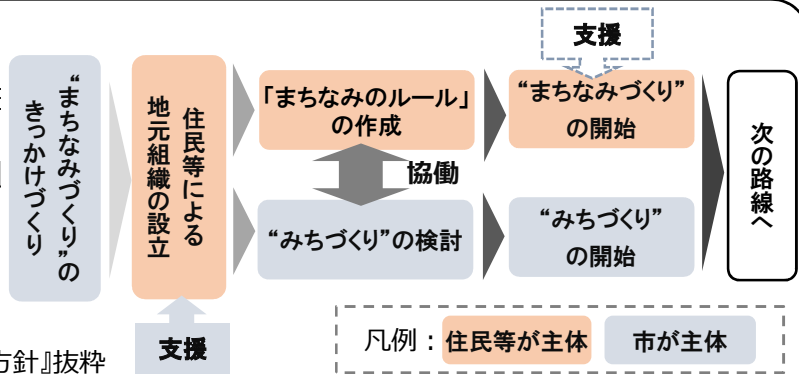 支援
“まちなみづくり”の
きっかけづくり
住民等による
地元組織の設立
「まちなみのルール」
の作成
“まちなみづくり”
の開始
協働
“みちづくり”の検討
“みちづくり”
の開始
次の路線へ
支援
凡例：住民等が主体 市が主体
方針』抜粋